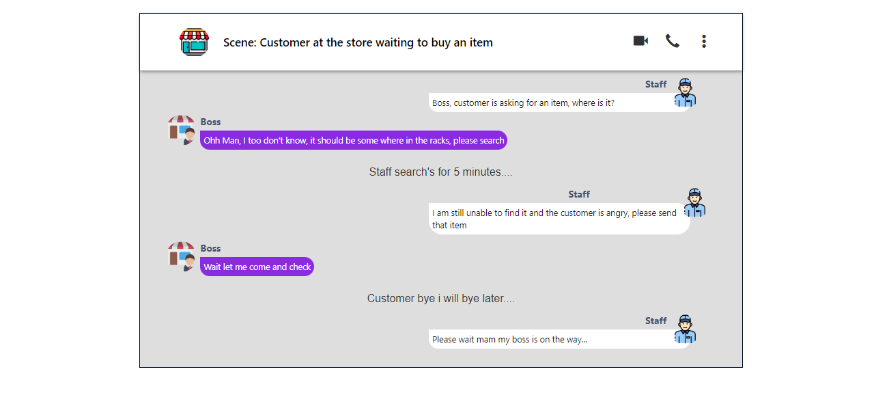 Scene: Customer at the store waiting to buy an item
Staff
Boss, customer is asking for an item, where is it?
Boss
Ohh Man, I too don't know, it should be some where in the racks, please search
Staff search's for 5 minutes....
Staff
I am still unable to find it and the customer is angry, please send
that item
Boss
Wait let me come and check
Customer bye i will bye later....
Staff
Please wait mam my boss is on the way...